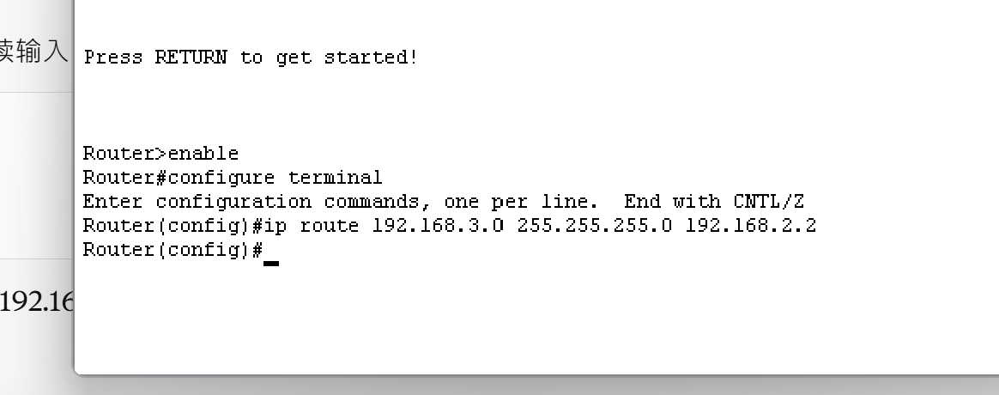 读输入
Press RETURN to get started!
Router>enable
Router#configure terminal
Enter configuration commands, one per line.  End with CNTL/Z
Router(config)#ip route 192.168.3.0 255.255.255.0 192.168.2.2
Router(config)#
192.16